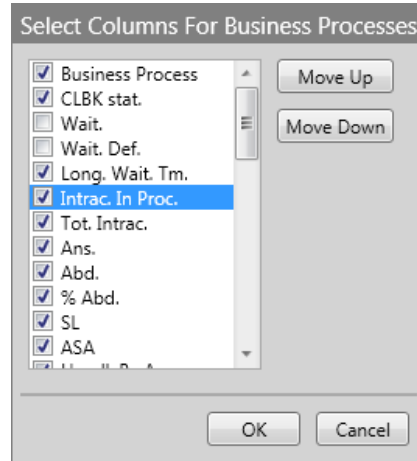 Select Columns For Business Processes
Business Process
CLBK stat.
Wait.
Wait. Def.
Long. Wait. Tm.
Intrac. In Proc.
Tot. Intrac.
Ans.
Abd.
% Abd.
SL
ASA
Move Up
Move Down
OK
Cancel